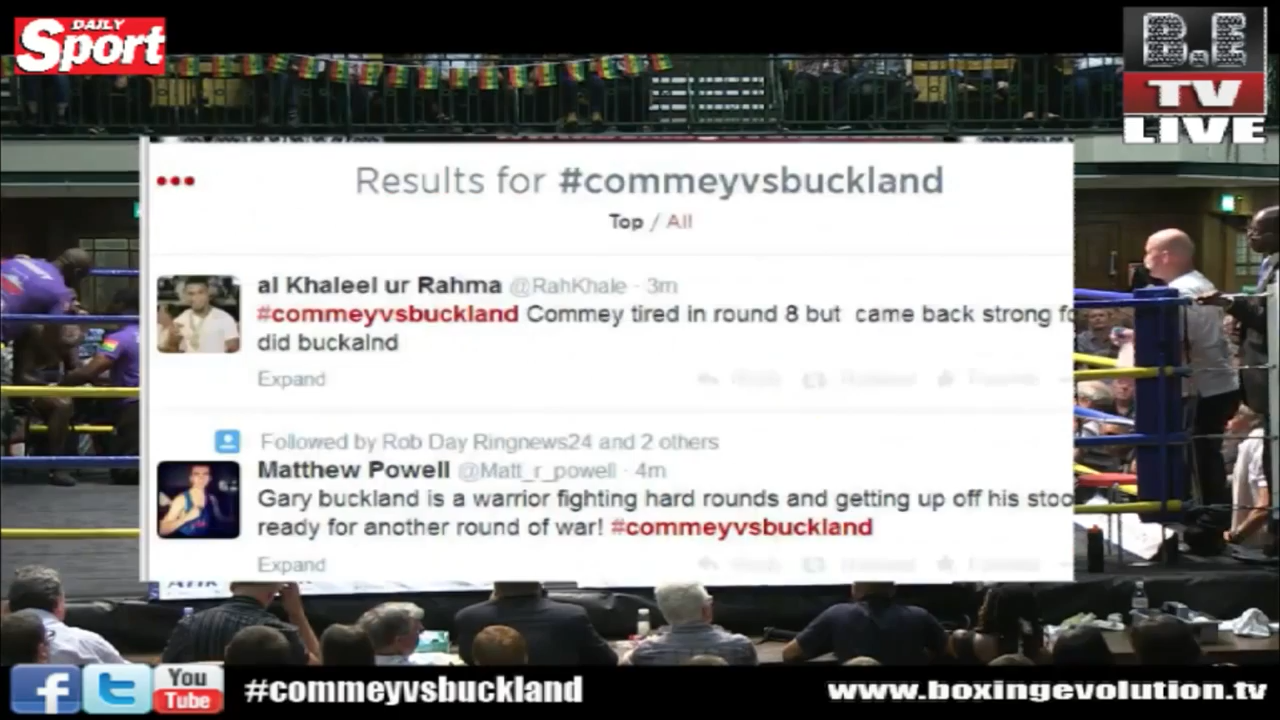 DAILY
Sport
B.E
TV
LIVE
Results for #commeyvsbuckland
Top / All
al Khaleel ur Rahma @RahKhale · 3m
#commeyvsbuckland Commey tired in round 8 but came back strong
did buckalnd
Expand
Followed by Rob Day Ringnews24 and 2 others
Matthew Powell @Matt_r_powell · 4m
Gary buckland is a warrior fighting hard rounds and getting up off his
ready for another round of war! #commeyvsbuckland
Expand
f
t
You
Tube
#commeyvsbuckland
www.boxingevolution.tv